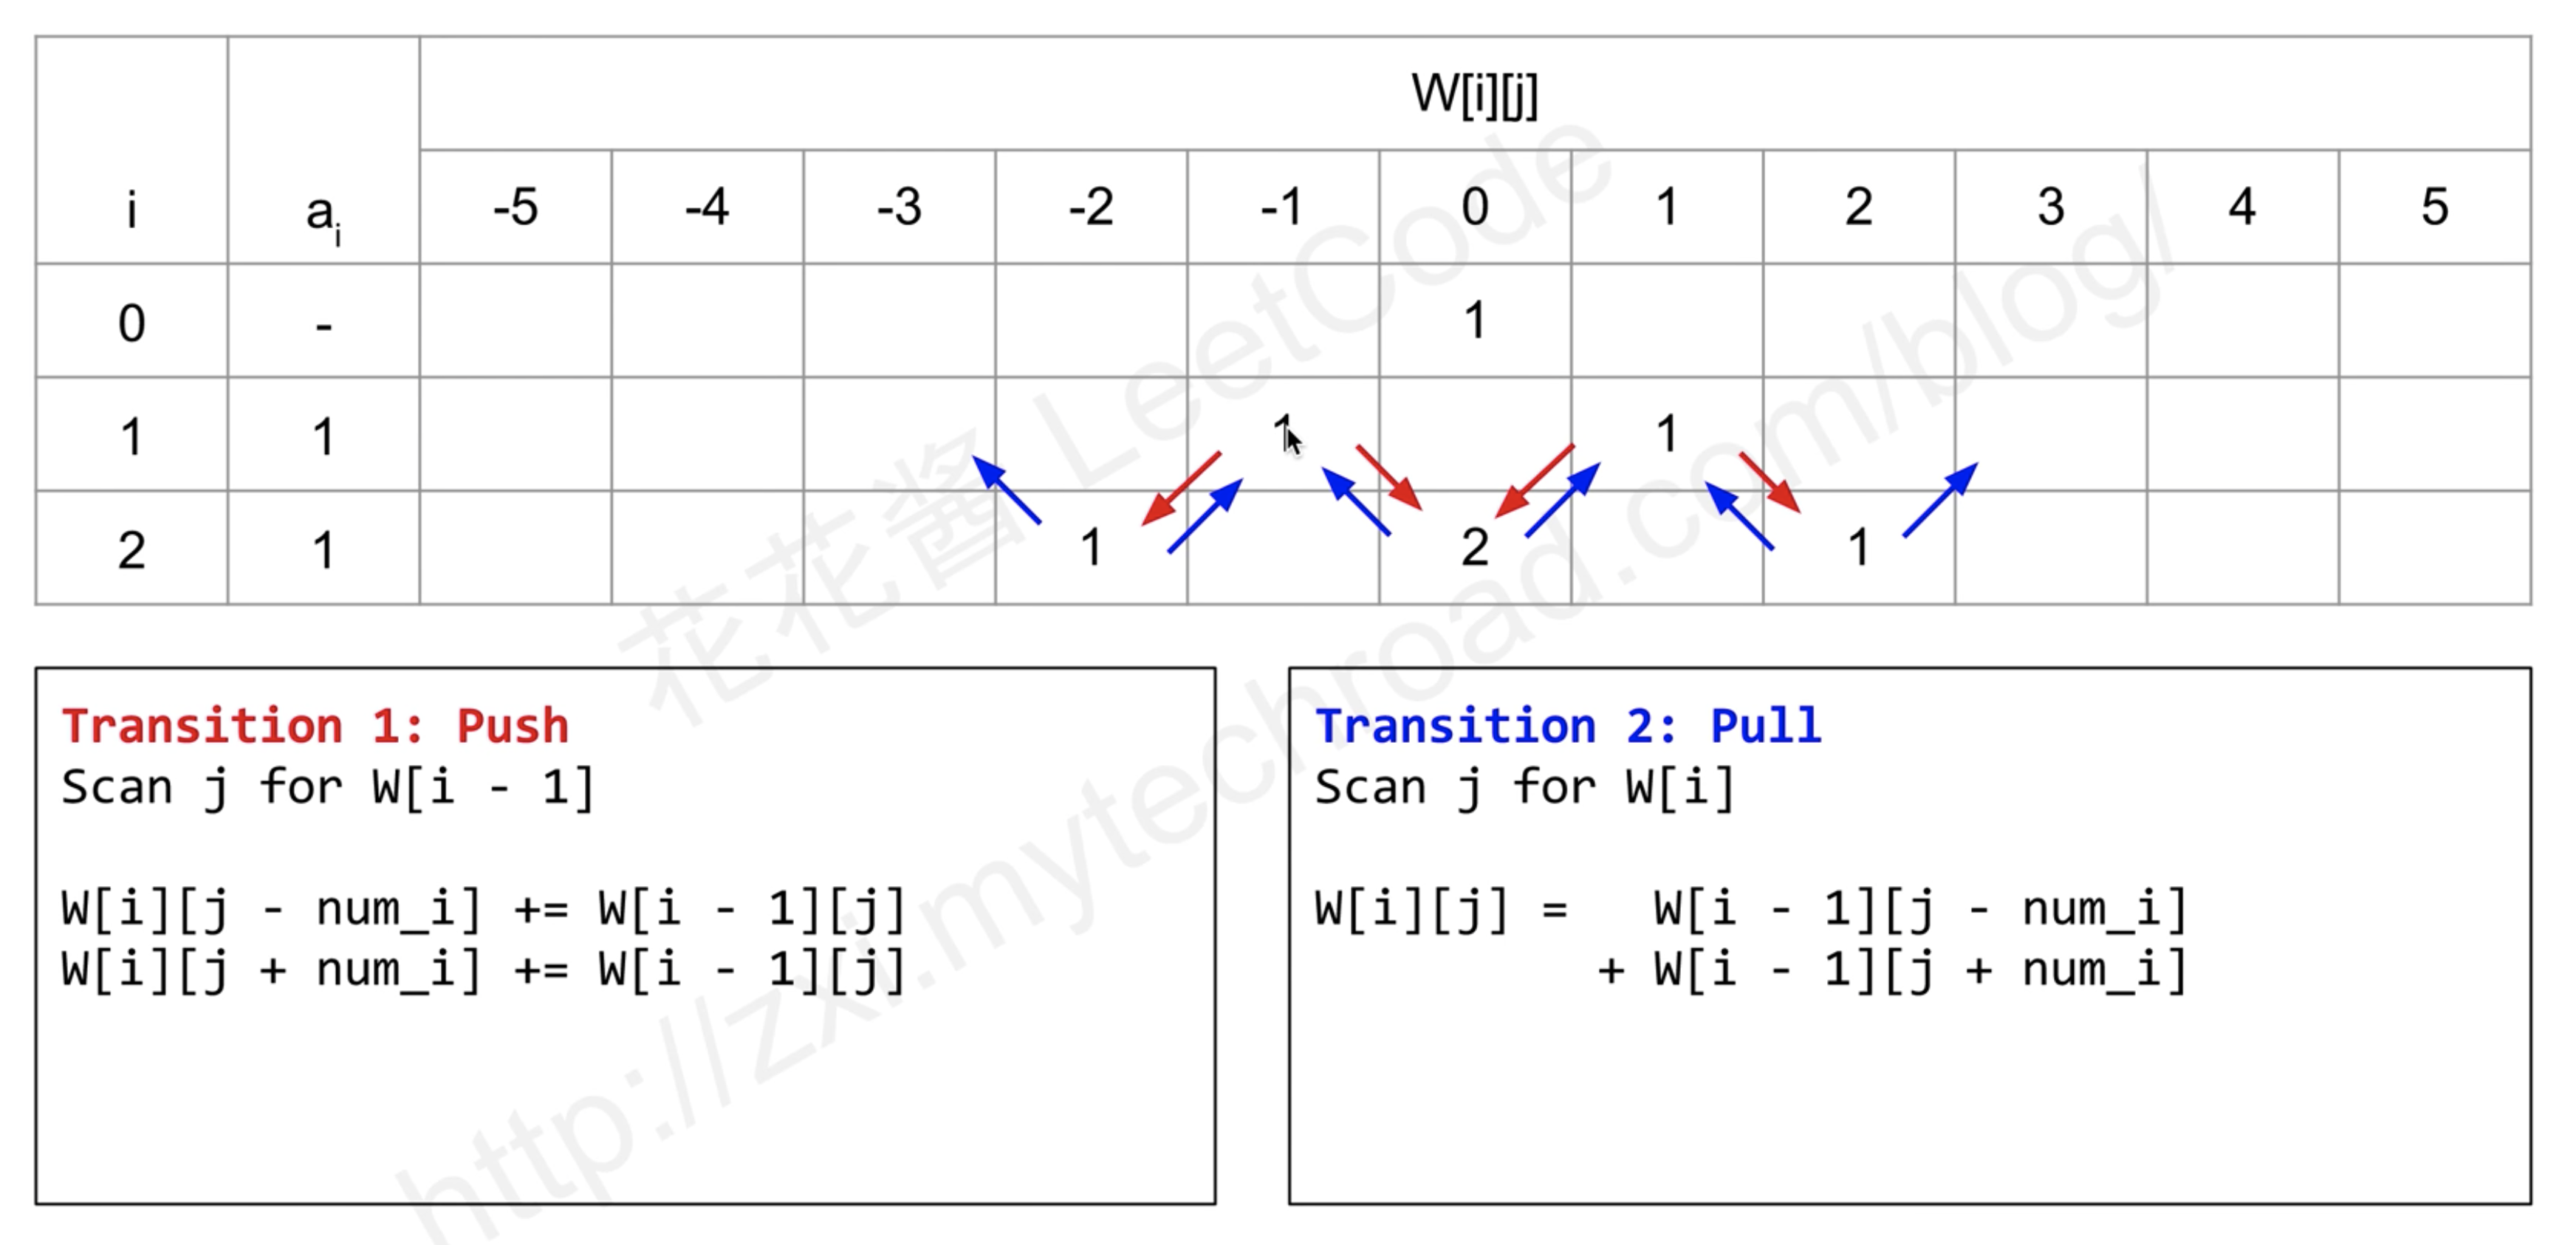 W[i][j]
i a_i -5 -4 -3 -2 -1 0 1 2 3 4 5
0 - 1
1 1 1 1
2 1 1 2 1
Transition 1: Push
Scan j for W[i - 1]
W[i][j - num_i] += W[i - 1][j]
W[i][j + num_i] += W[i - 1][j]
Transition 2: Pull
Scan j for W[i]
W[i][j] = W[i - 1][j - num_i]
+ W[i - 1][j + num_i]
花花酱 LeetCode
http://zxi.mytechroad.com/blog/